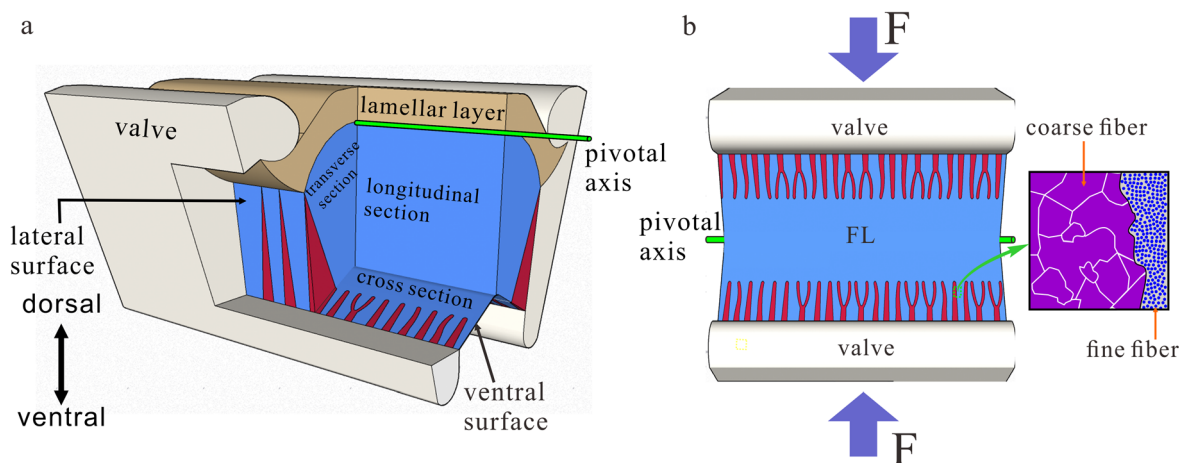 a
valve
lamellar layer
pivotal
axis
transverse
section
longitudinal
section
lateral
surface
cross section
dorsal
ventral
ventral
surface
b
F
valve
coarse fiber
pivotal
axis
FL
valve
fine fiber
F